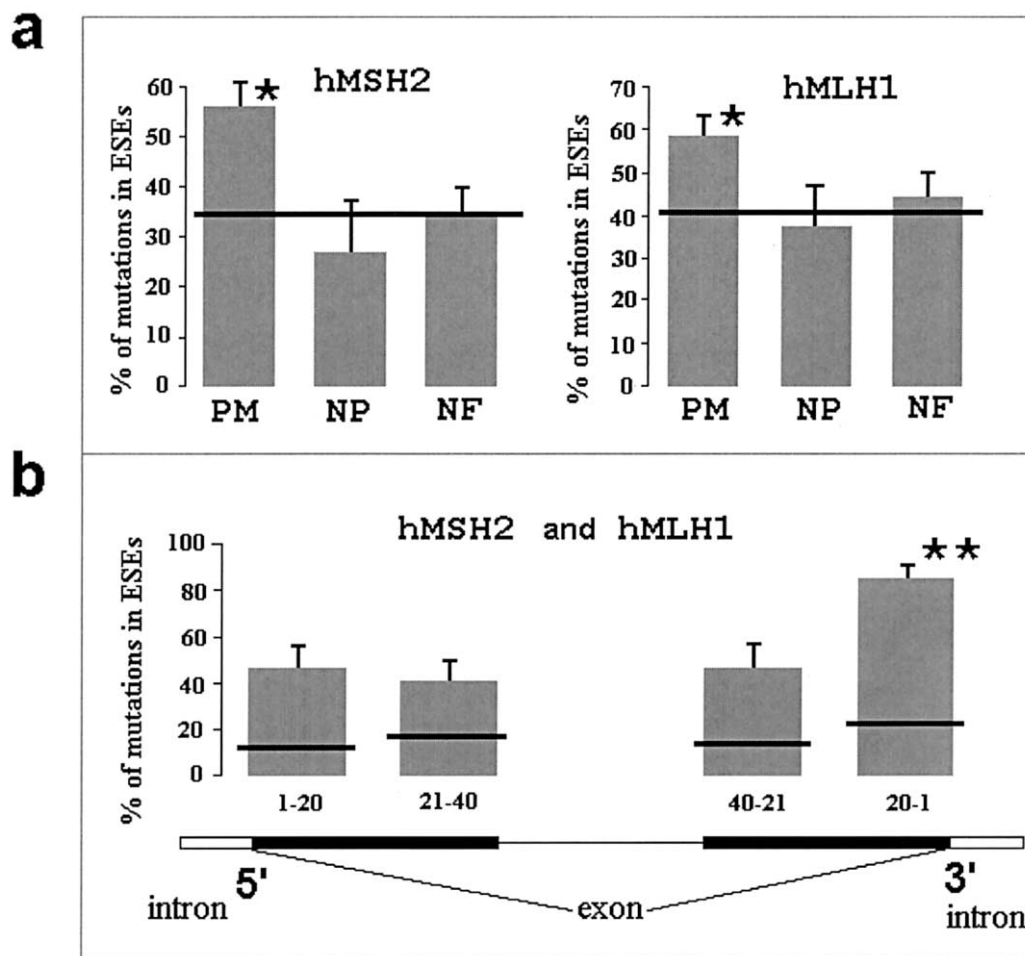 a
hMSH2
% of mutations in ESEs
60
50
40
30
20
10
0
★
PM NP NF
hMLH1
% of mutations in ESEs
70
60
50
40
30
20
10
0
★
PM NP NF
b
hMSH2 and hMLH1
% of mutations in ESEs
100
80
60
40
20
0
★★
1-20 21-40 40-21 20-1
5' 3'
intron exon intron